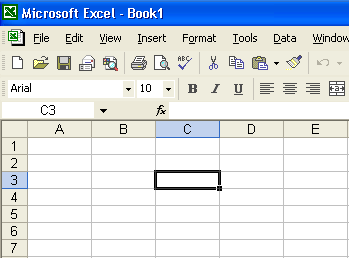 Microsoft Excel - Book1
File Edit View Insert Format Tools Data Window
ABC
Arial 10 B I U
C3 fx
A B C D E
1
2
3
4
5
6
7